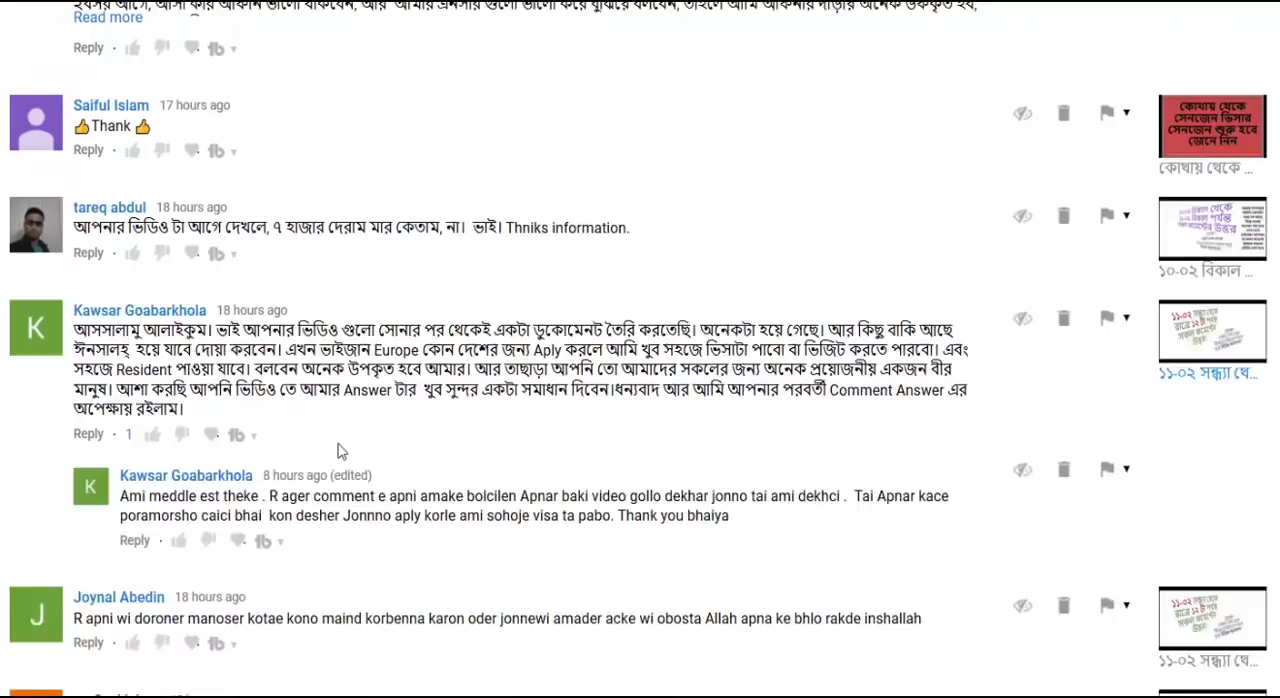 Read more
Reply
Saiful Islam 17 hours ago
👍Thank 👍
Reply
কোথায় থেকে
সেনজেন ভিসার
সেনজেন শুরু হবে
জেনে নিন
কোথায় থেকে ...
tareq abdul 18 hours ago
আপনার ভিডিও টা আগে দেখলে, ৭ হাজার দেরাম মার কেতাম, না। ভাই। Thniks information.
Reply
১০-০২ বিকাল ...
Kawsar Goabarkhola 18 hours ago
আসসালামু আলাইকুম। ভাই আপনার ভিডিও গুলো সোনার পর থেকেই একটা ডুকোমেনট তৈরি করতেছি। অনেকটা হয়ে গেছে। আর কিছু বাকি আছে
ঈনসালহ্ হয়ে যাবে দোয়া করবেন। এখন ভাইজান Europe কোন দেশের জন্য Aply করলে আমি খুব সহজে ভিসাটা পাবো বা ভিজিট করতে পারবো। এবং
সহজে Resident পাওয়া যাবে। বলবেন অনেক উপকৃত হবে আমার। আর তাছাড়া আপনি তো আমাদের সকলের জন্য অনেক প্রয়োজনীয় একজন বীর
মানুষ। আশা করছি আপনি ভিডিও তে আমার Answer টার খুব সুন্দর একটা সমাধান দিবেন।ধন্যবাদ আর আমি আপনার পরবর্তী Comment Answer এর
অপেক্ষায় রইলাম।
Reply · 1
১১-০২ সন্ধ্যা থে...
Kawsar Goabarkhola 8 hours ago (edited)
Ami meddle est theke . R ager comment e apni amake bolcilen Apnar baki video gollo dekhar jonno tai ami dekhci . Tai Apnar kace
poramorsho caici bhai kon desher Jonnno aply korle ami sohoje visa ta pabo. Thank you bhaiya
Reply
Joynal Abedin 18 hours ago
R apni wi doroner manoser kotae kono maind korbenna karon oder jonnewi amader acke wi obosta Allah apna ke bhlo rakde inshallah
Reply
১১-০২ সন্ধ্যা থে...